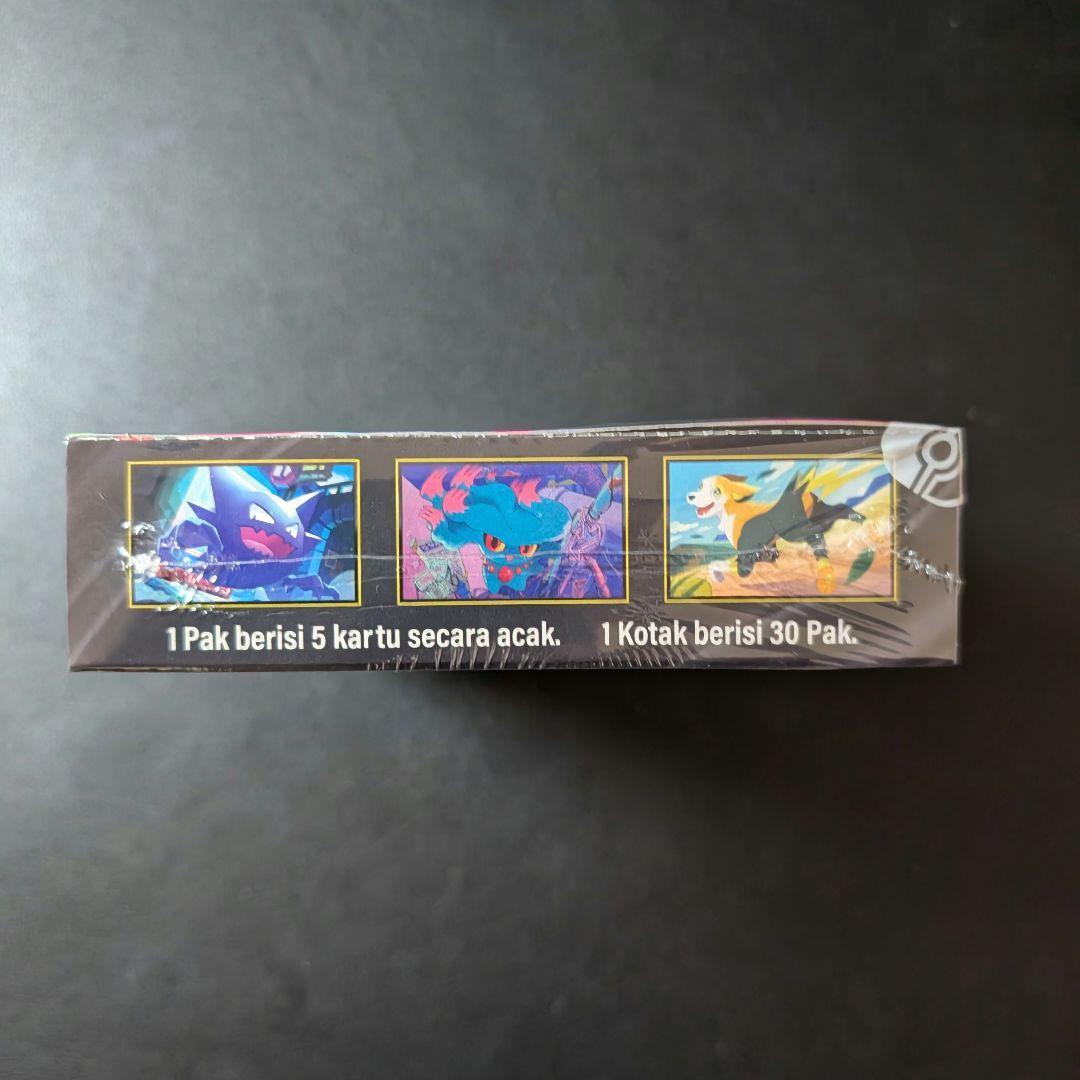 1 Pak berisi 5 kartu secara acak. 1 Kotak berisi 30 Pak.